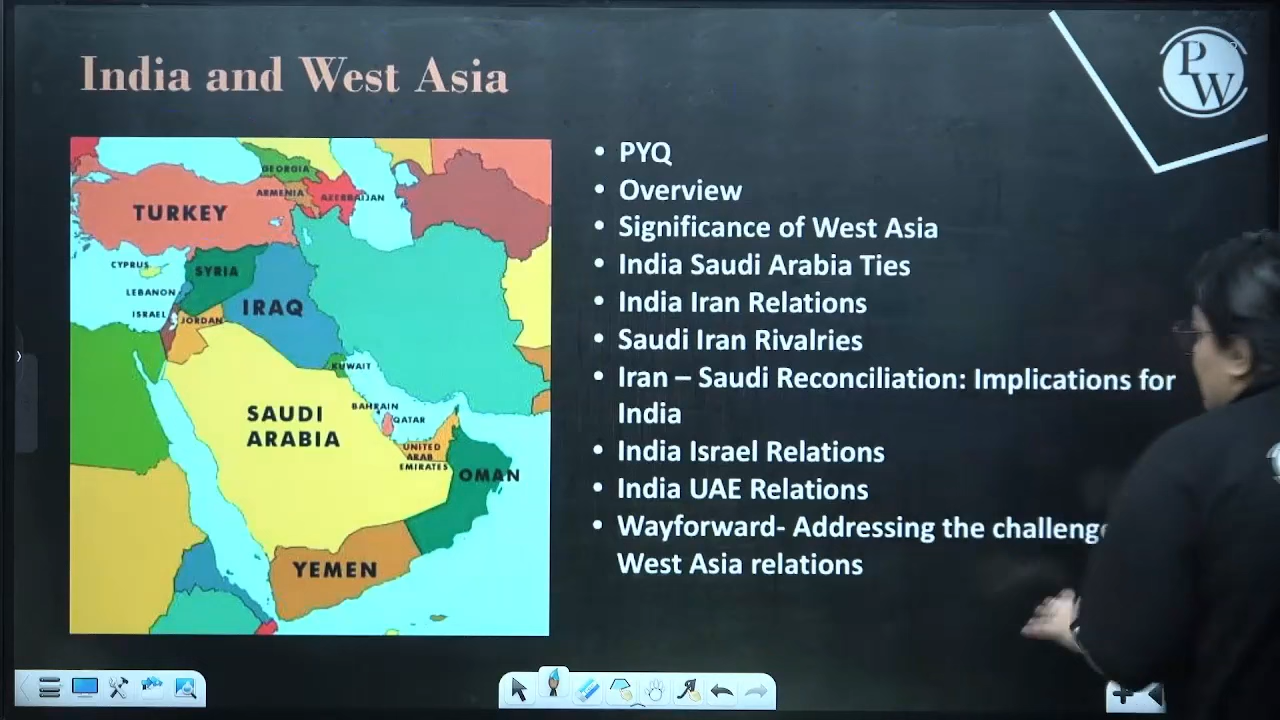 India and West Asia
P
W
GEORGIA
ARMENIA
AZERBAIJAN
TURKEY
CYPRUS
SYRIA
LEBANON
ISRAEL
JORDAN
IRAQ
KUWAIT
BAHRAIN
QATAR
SAUDI
ARABIA
UNITED
ARAB
EMIRATES
OMAN
YEMEN
• PYQ
• Overview
• Significance of West Asia
• India Saudi Arabia Ties
• India Iran Relations
• Saudi Iran Rivalries
• Iran – Saudi Reconciliation: Implications for
India
• India Israel Relations
• India UAE Relations
• Wayforward- Addressing the
West Asia relations